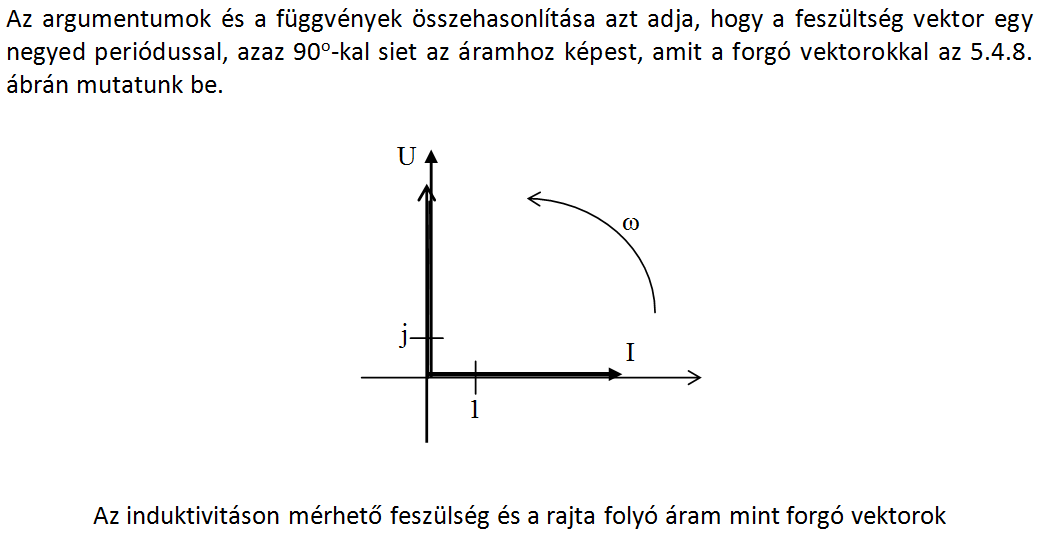 Az argumentumok és a függvények összehasonlítása azt adja, hogy a feszültség vektor egy
negyed periódussal, azaz 90°-kal siet az áramhoz képest, amit a forgó vektorokkal az 5.4.8.
ábrán mutatunk be.
U
ω
j
I
1
Az induktivitáson mérhető feszülség és a rajta folyó áram mint forgó vektorok